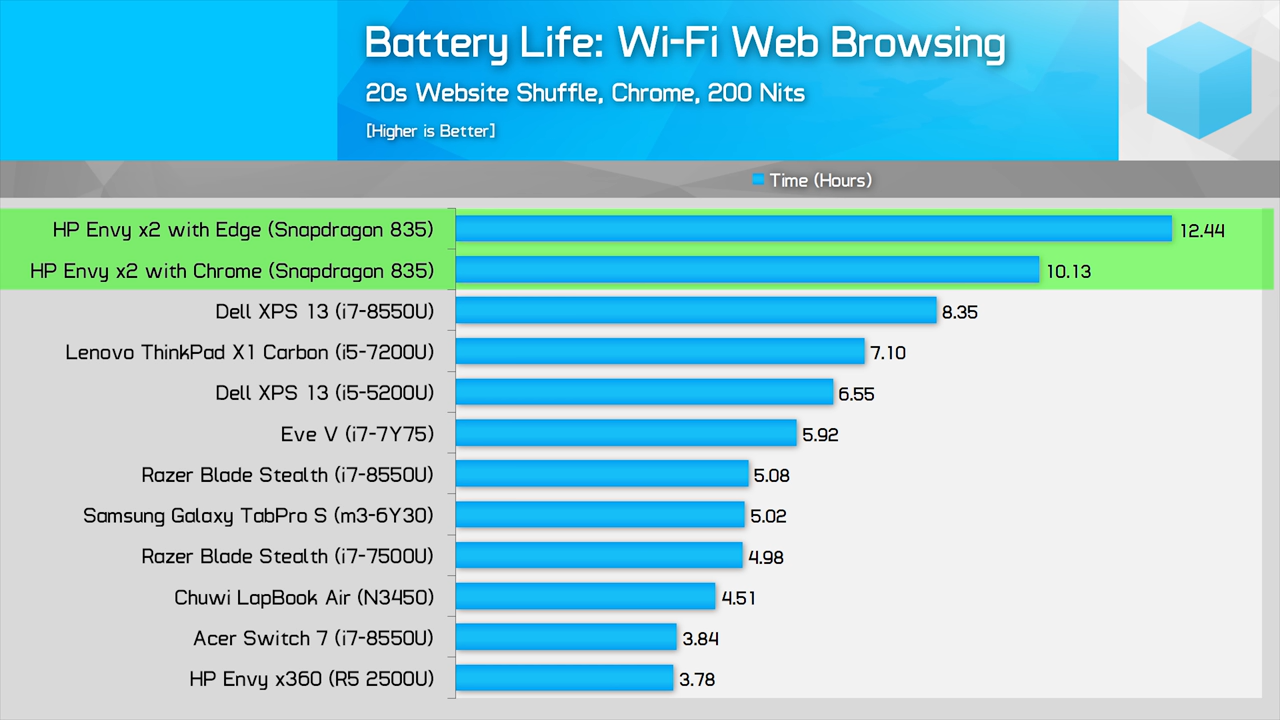 Battery Life: Wi-Fi Web Browsing
20s Website Shuffle, Chrome, 200 Nits
[Higher is Better]
Time (Hours)
HP Envy x2 with Edge (Snapdragon 835) 12.44
HP Envy x2 with Chrome (Snapdragon 835) 10.13
Dell XPS 13 (i7-8550U) 8.35
Lenovo ThinkPad X1 Carbon (i5-7200U) 7.10
Dell XPS 13 (i5-5200U) 6.55
Eve V (i7-7Y75) 5.92
Razer Blade Stealth (i7-8550U) 5.08
Samsung Galaxy TabPro S (m3-6Y30) 5.02
Razer Blade Stealth (i7-7500U) 4.98
Chuwi LapBook Air (N3450) 4.51
Acer Switch 7 (i7-8550U) 3.84
HP Envy x360 (R5 2500U) 3.78